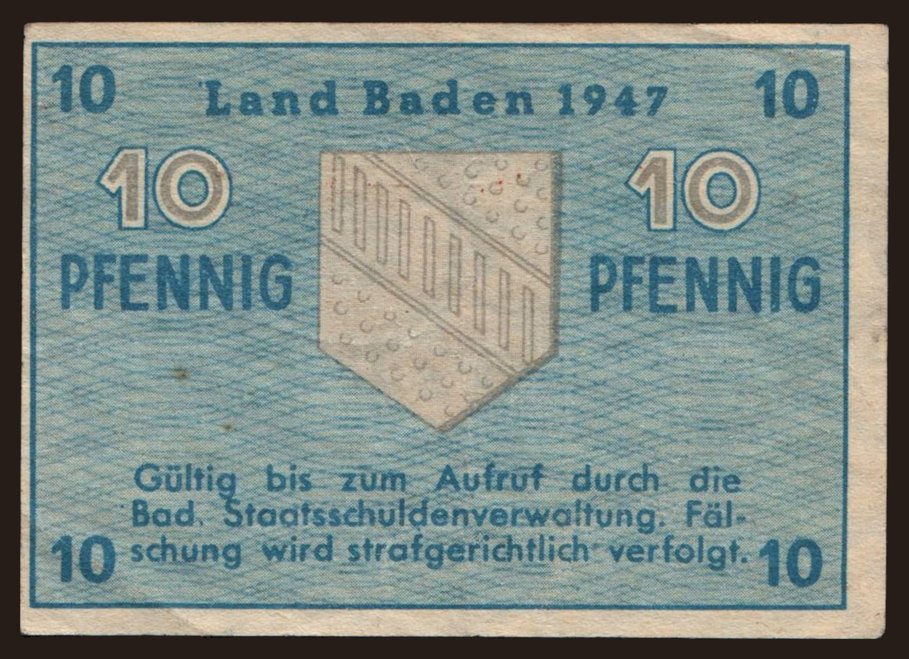 10 Land Baden 1947 10
10 10
PFENNIG PFENNIG
Gültig bis zum Aufruf durch die
Bad. Staatsschuldenverwaltung. Fäl-
10 schung wird strafgerichtlich verfolgt. 10